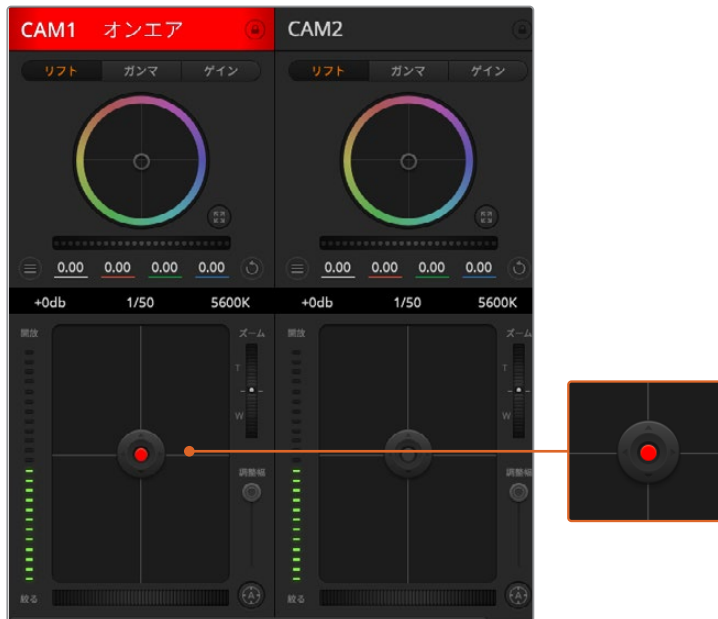 CAM1 オンエア
CAM2
リフト ガンマ ゲイン
リフト ガンマ ゲイン
0.00 0.00 0.00 0.00
0.00 0.00 0.00 0.00
+0db 1/50 5600K
+0db 1/50 5600K
開放 ズーム
T
W
調整幅
絞る A
開放 ズーム
T
W
調整幅
絞る A